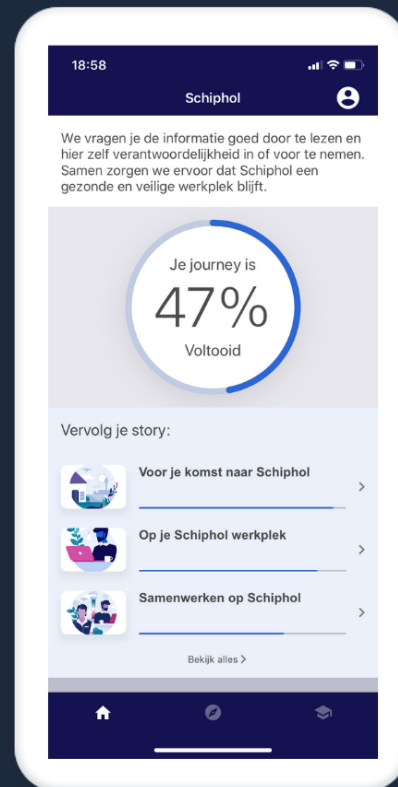 18:58
Schiphol
We vragen je de informatie goed door te lezen en
hier zelf verantwoordelijkheid in of voor te nemen.
Samen zorgen we ervoor dat Schiphol een
gezonde en veilige werkplek blijft.
Je journey is
47%
Voltooid
Vervolg je story:
Voor je komst naar Schiphol
Op je Schiphol werkplek
Samenwerken op Schiphol
Bekijk alles